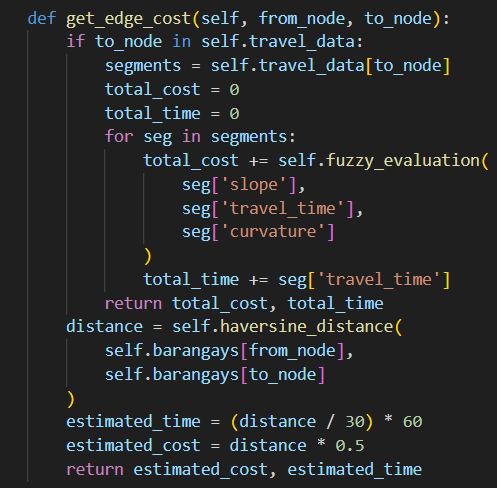 def get_edge_cost(self, from_node, to_node):
    if to_node in self.travel_data:
        segments = self.travel_data[to_node]
        total_cost = 0
        total_time = 0
        for seg in segments:
            total_cost += self.fuzzy_evaluation(
                seg['slope'],
                seg['travel_time'],
                seg['curvature']
            )
            total_time += seg['travel_time']
        return total_cost, total_time
    distance = self.haversine_distance(
        self.barangays[from_node],
        self.barangays[to_node]
    )
    estimated_time = (distance / 30) * 60
    estimated_cost = distance * 0.5
    return estimated_cost, estimated_time